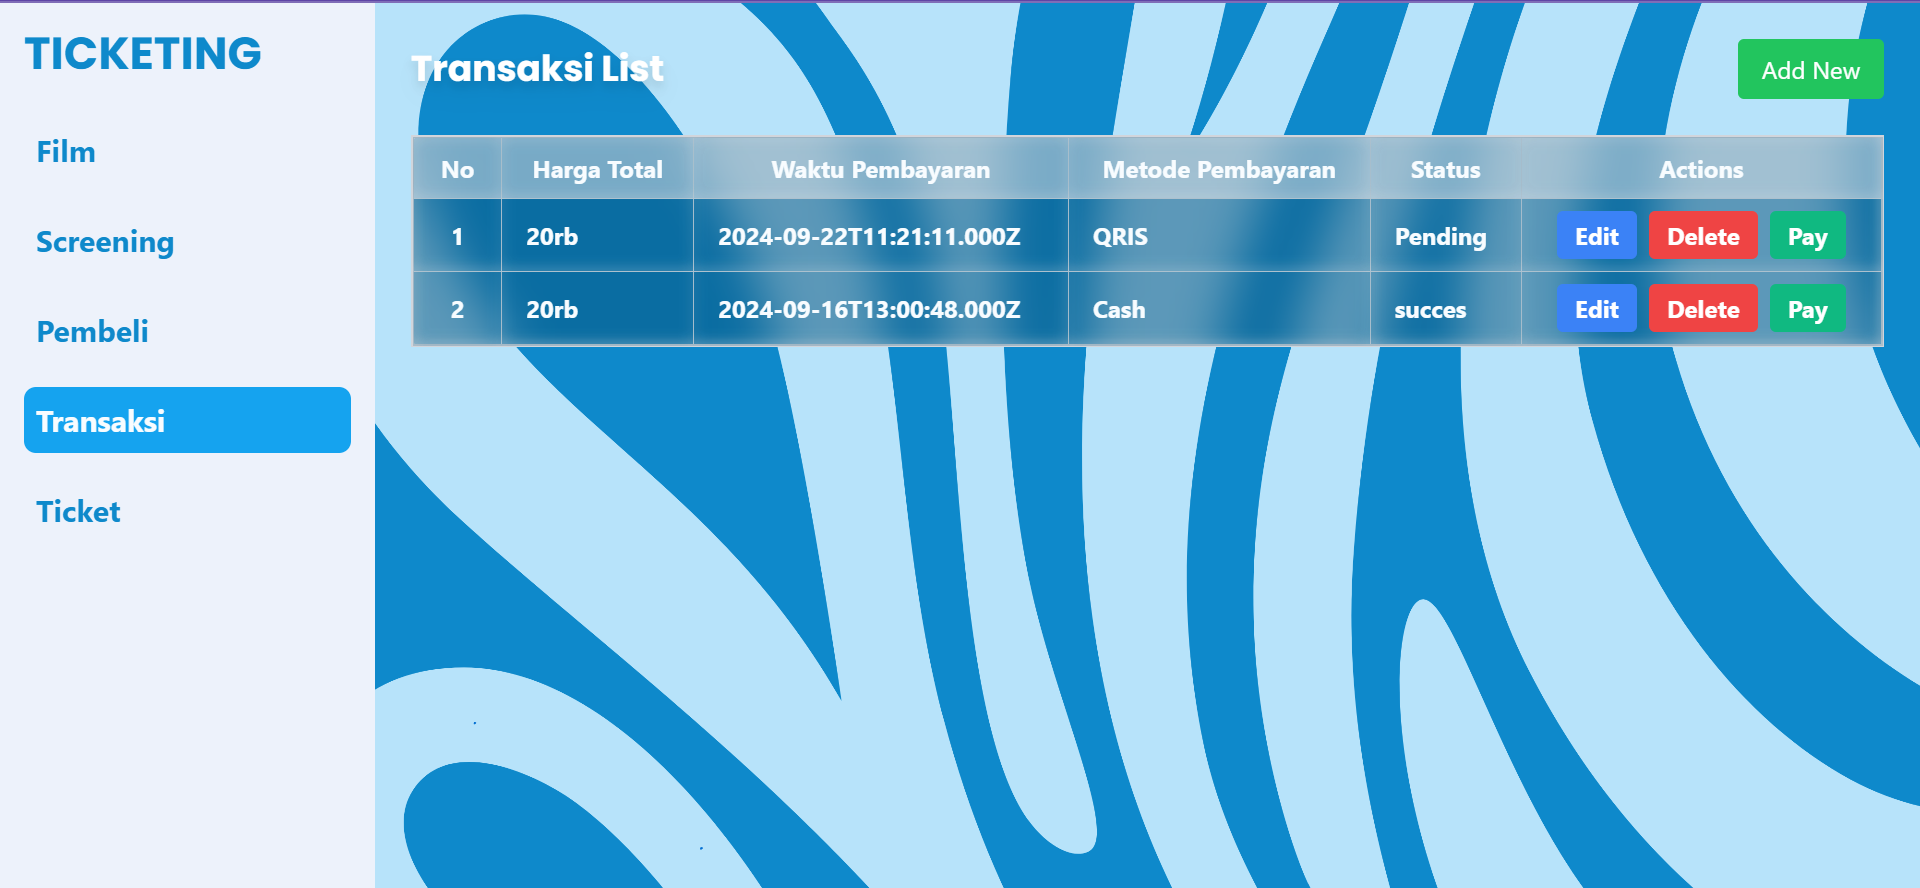 TICKETING
Film
Screening
Pembeli
Transaksi
Ticket
Transaksi List
Add New
No Harga Total Waktu Pembayaran Metode Pembayaran Status Actions
1 20rb 2024-09-22T11:21:11.000Z QRIS Pending Edit Delete Pay
2 20rb 2024-09-16T13:00:48.000Z Cash succes Edit Delete Pay